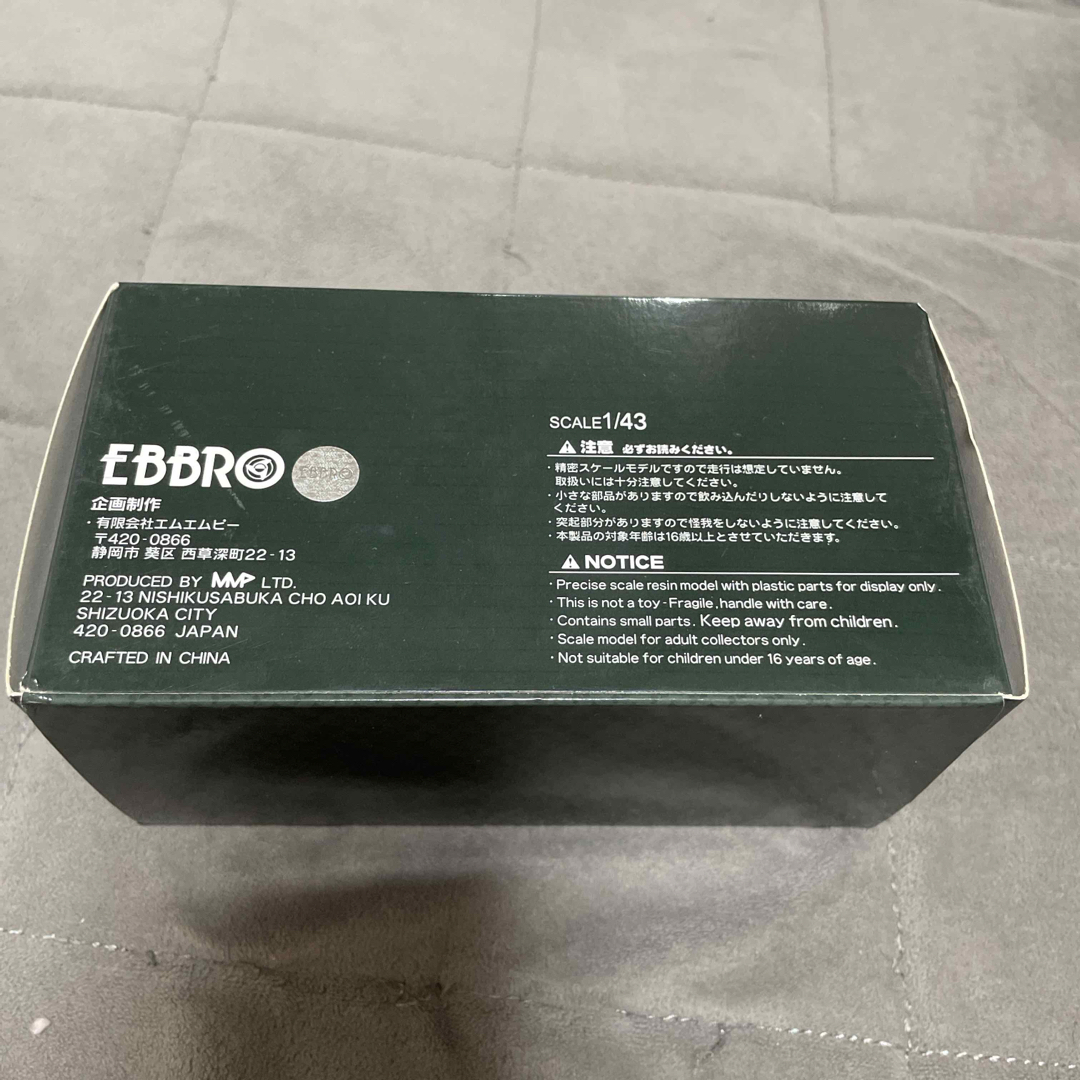 EBBRO
EBBRO
企画制作
・有限会社エムエムピー
〒420-0866
静岡市 葵区 西草深町22-13
PRODUCED BY MMP LTD.
22-13 NISHIKUSABUKA CHO AOI KU
SHIZUOKA CITY
420-0866 JAPAN
CRAFTED IN CHINA
SCALE1/43
注意 必ずお読みください。
・精密スケールモデルですので走行は想定していません。
取扱いには十分注意してください。
・小さな部品がありますので飲み込んだりしないように注意して
ください。
・突起部分がありますので怪我をしないように注意してください。
・本製品の対象年齢は16歳以上とさせていただきます。
NOTICE
・Precise scale resin model with plastic parts for display only.
・This is not a toy-Fragile, handle with care.
・Contains small parts. Keep away from children.
・Scale model for adult collectors only.
・Not suitable for children under 16 years of age.